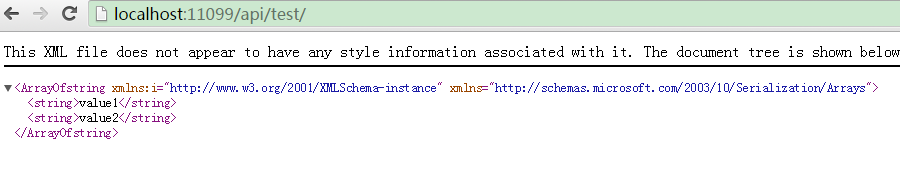 localhost:11099/api/test/
This XML file does not appear to have any style information associated with it. The document tree is shown below
<ArrayOfstring xmlns:i="http://www.w3.org/2001/XMLSchema-instance" xmlns="http://schemas.microsoft.com/2003/10/Serialization/Arrays">
<string>value1</string>
<string>value2</string>
</ArrayOfstring>